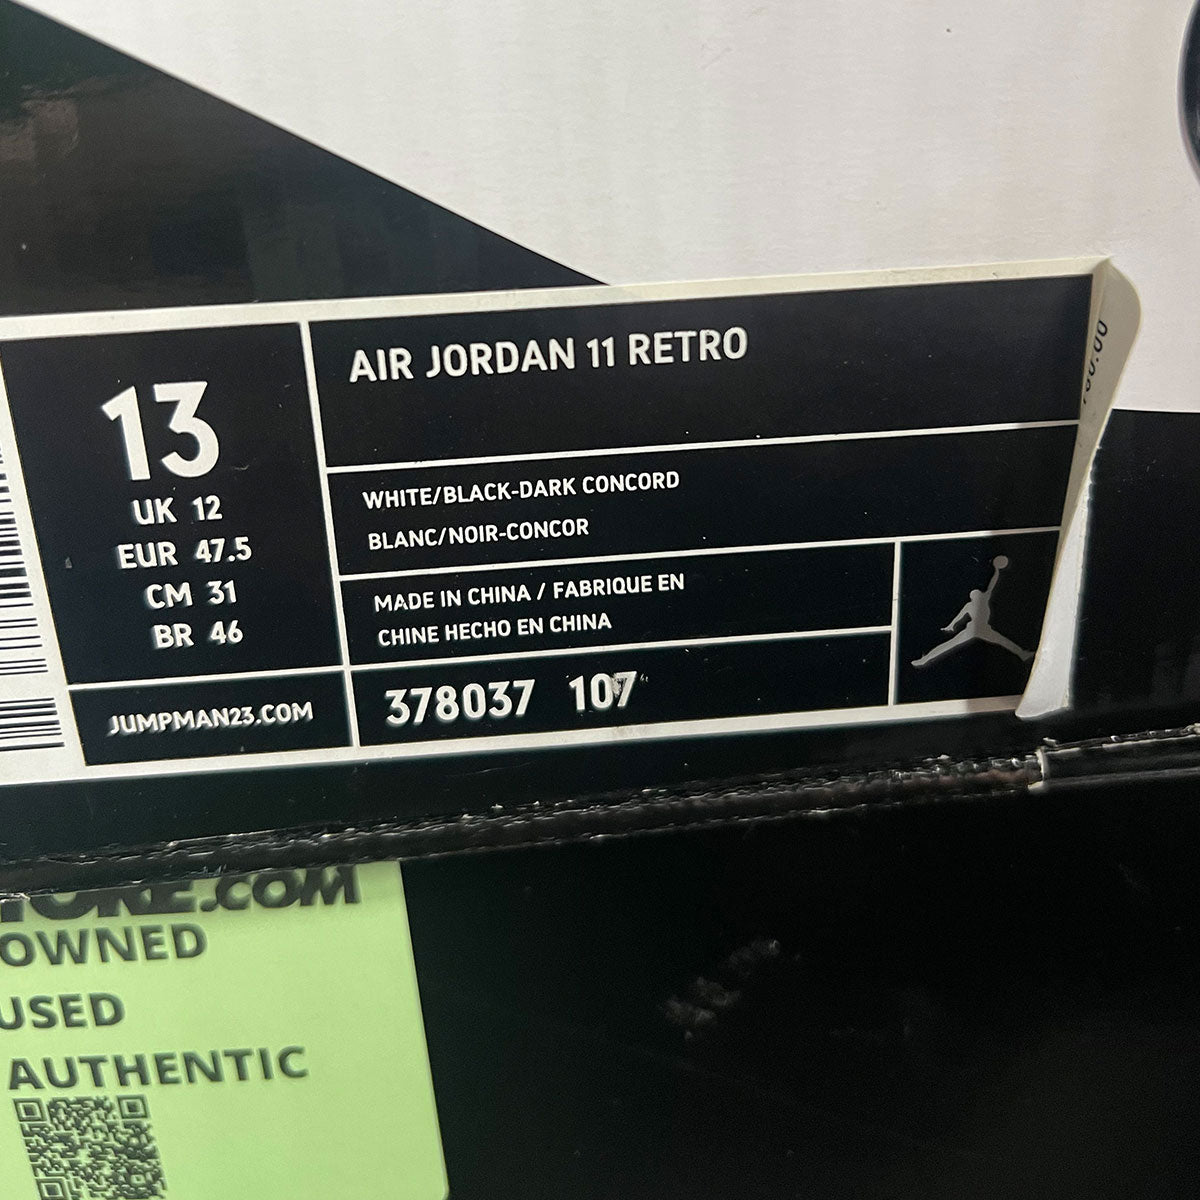 AIR JORDAN 11 RETRO
13
UK 12
EUR 47.5
CM 31
BR 46
WHITE/BLACK-DARK CONCORD
BLANC/NOIR-CONCOR
MADE IN CHINA / FABRIQUE EN
CHINE HECHO EN CHINA
378037 107
JUMPMAN23.COM
.COM
OWNED
USED
AUTHENTIC